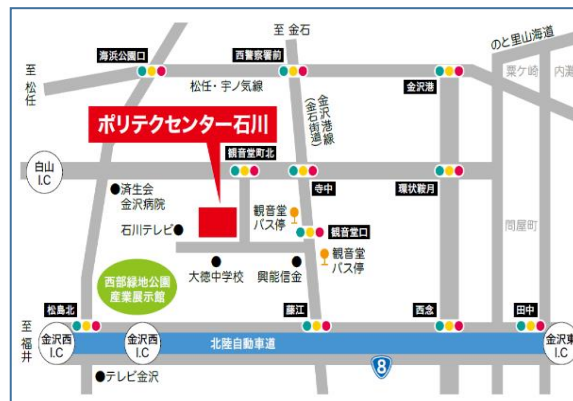 至 金石
のと里山海道
海浜公園口
西警察署前
至 松任
松任・宇ノ気線
金沢港
粟ケ崎
内灘
金沢港線
(金石街道)
ポリテクセンター石川
観音堂町北
白山
I.C
寺中
環状鞍月
済生会
金沢病院
観音堂
バス停
石川テレビ
観音堂口
問屋町
観音堂
バス停
大徳中学校
興能信金
西部緑地公園
産業展示館
松島北
藤江
西念
田中
至 福井
金沢西
I.C
金沢西
I.C
北陸自動車道
金沢東
I.C
8
テレビ金沢